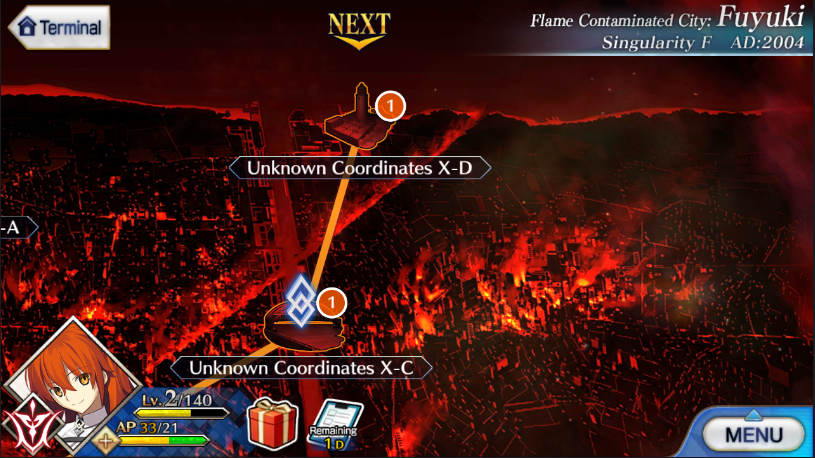 Terminal
NEXT
Flame Contaminated City: Fuyuki
Singularity F AD:2004
1
Unknown Coordinates X-D
-A
1
Unknown Coordinates X-C
Lv. 2/140
AP 33/21
Remaining
1 D
MENU